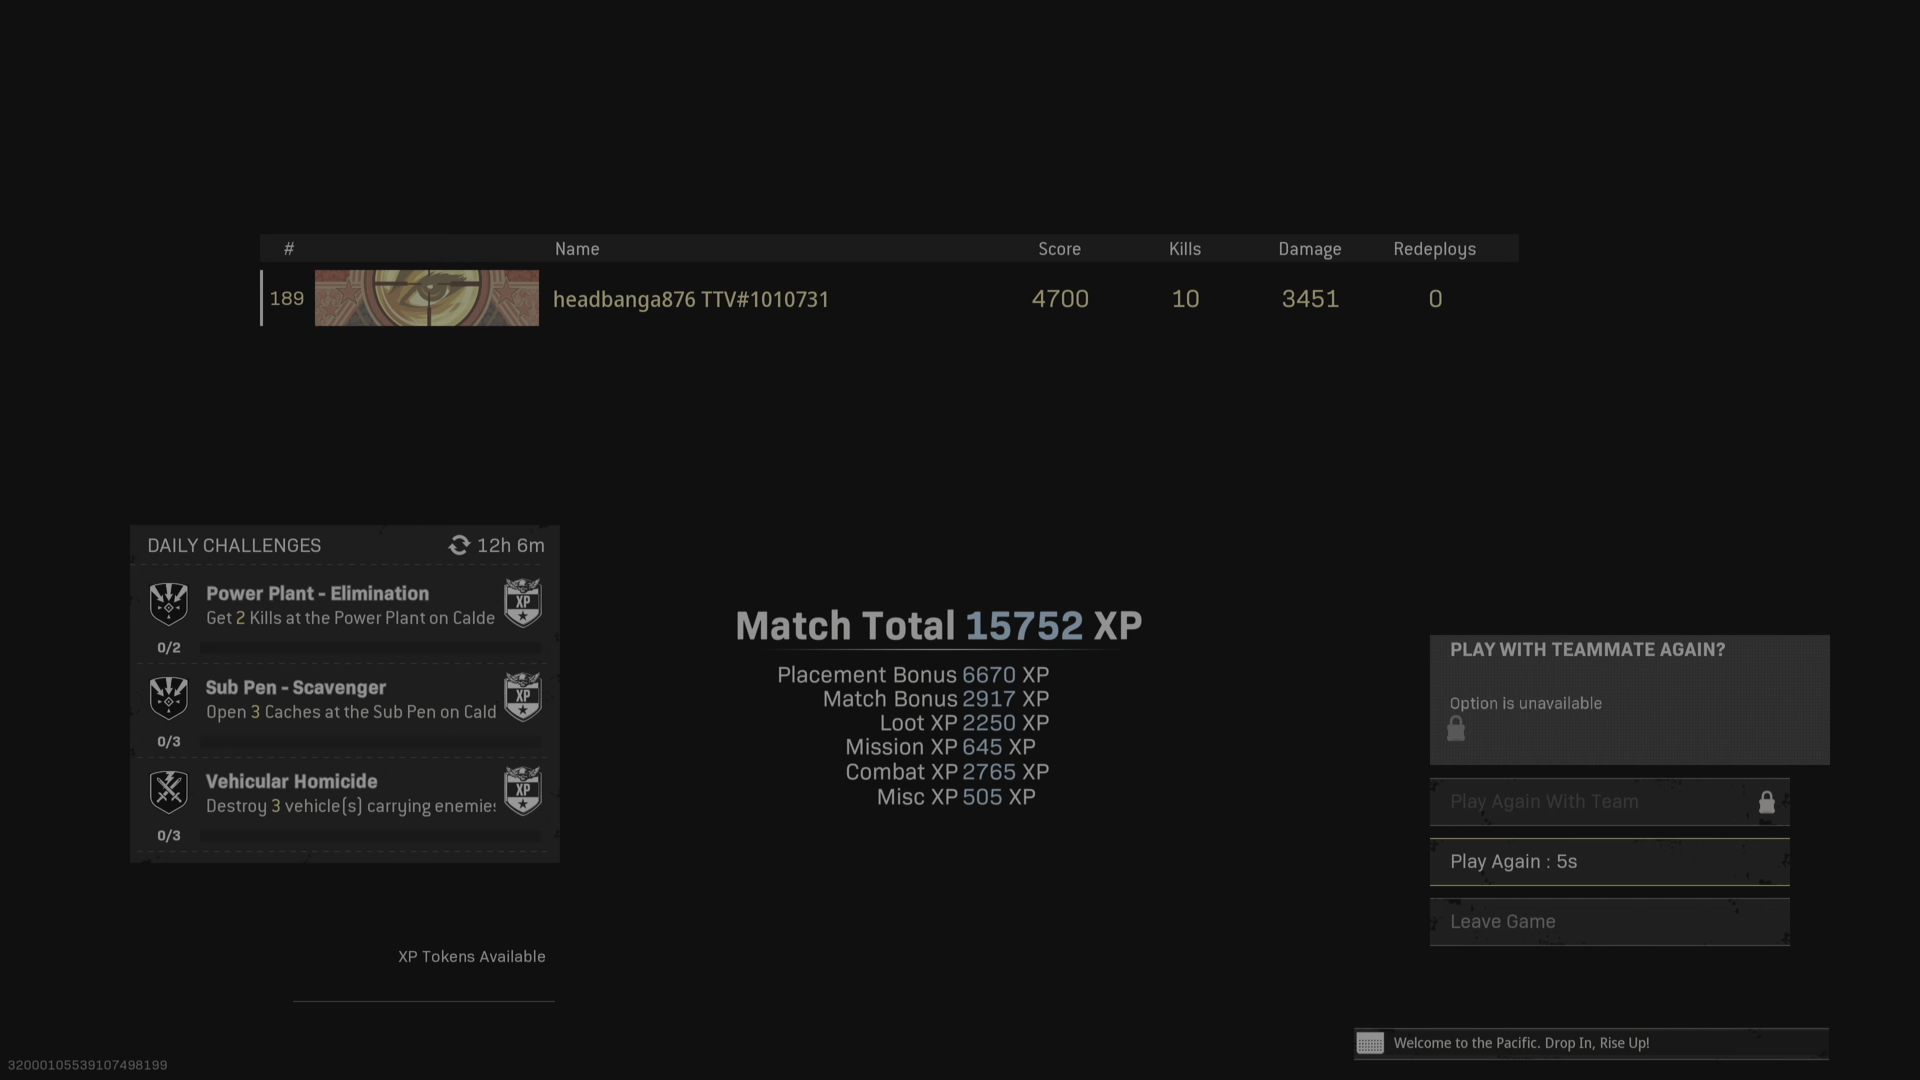 # Name Score Kills Damage Redeploys
189 headbanga876 TTV#1010731 4700 10 3451 0
DAILY CHALLENGES 12h 6m
Power Plant - Elimination
Get 2 Kills at the Power Plant on Calde
XP
0/2
Sub Pen - Scavenger
Open 3 Caches at the Sub Pen on Cald
XP
0/3
Vehicular Homicide
Destroy 3 vehicle(s) carrying enemies
XP
0/3
XP Tokens Available
Match Total 15752 XP
Placement Bonus 6670 XP
Match Bonus 2917 XP
Loot XP 2250 XP
Mission XP 645 XP
Combat XP 2765 XP
Misc XP 505 XP
PLAY WITH TEAMMATE AGAIN?
Option is unavailable
Play Again With Team
Play Again : 5s
Leave Game
Welcome to the Pacific. Drop In, Rise Up!
32000105539107498199